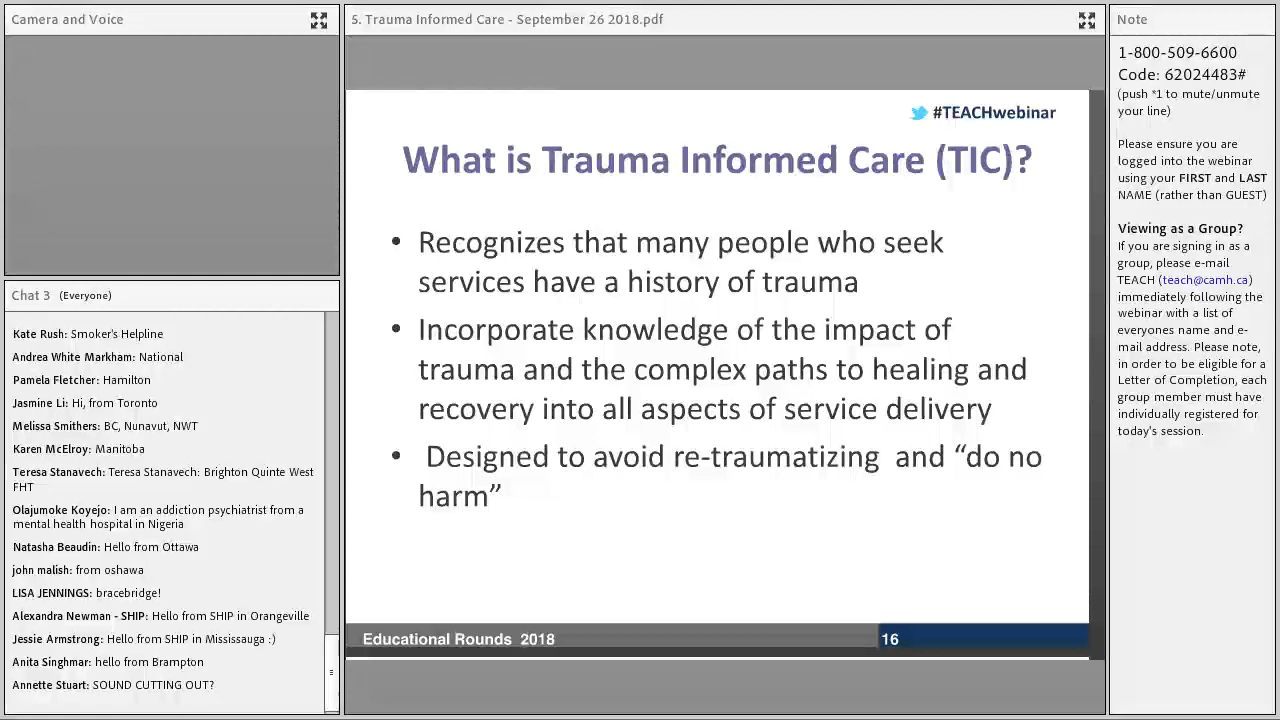 Camera and Voice
Chat 3 (Everyone)
Kate Rush: Smoker's Helpline
Andrea White Markham: National
Pamela Fletcher: Hamilton
Jasmine Li: Hi, from Toronto
Melissa Smithers: BC, Nunavut, NWT
Karen McElroy: Manitoba
Teresa Stanavech: Teresa Stanavech: Brighton Quinte West
FHT
Olajumoke Koyejo: I am an addiction psychiatrist from a
mental health hospital in Nigeria
Natasha Beaudin: Hello from Ottawa
john malish: from oshawa
LISA JENNINGS: bracebridge!
Alexandra Newman - SHIP: Hello from SHIP in Orangeville
Jessie Armstrong: Hello from SHIP in Mississauga :)
Anita Singhmar: hello from Brampton
Annette Stuart: SOUND CUTTING OUT?
5. Trauma Informed Care - September 26 2018.pdf
#TEACHwebinar
What is Trauma Informed Care (TIC)?
• Recognizes that many people who seek
services have a history of trauma
• Incorporate knowledge of the impact of
trauma and the complex paths to healing and
recovery into all aspects of service delivery
• Designed to avoid re-traumatizing and “do no
harm”
Educational Rounds 2018
16
Note
1-800-509-6600
Code: 62024483#
(push *1 to mute/unmute
your line)
Please ensure you are
logged into the webinar
using your FIRST and LAST
NAME (rather than GUEST)
Viewing as a Group?
If you are signing in as a
group, please e-mail
TEACH (teach@camh.ca)
immediately following the
webinar with a list of
everyones name and e-
mail address. Please note,
in order to be eligible for a
Letter of Completion, each
group member must have
individually registered for
today's session.